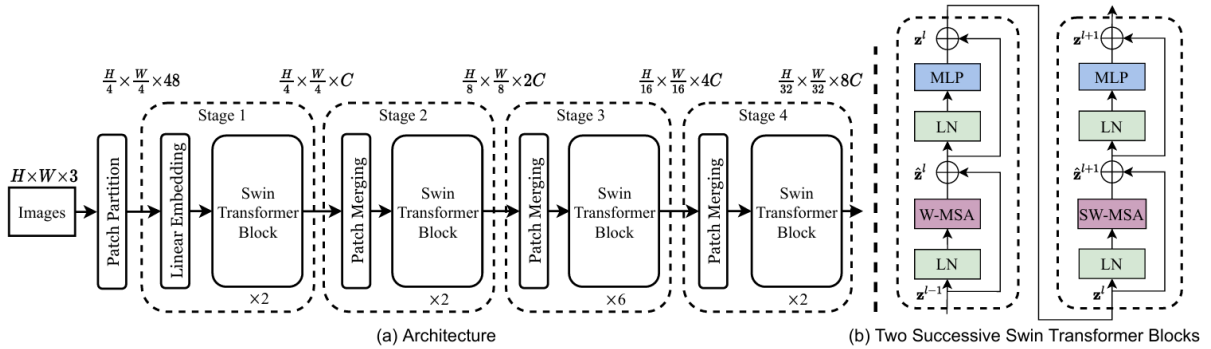 H/4 × W/4 × 48
H/4 × W/4 × C
H/8 × W/8 × 2C
H/16 × W/16 × 4C
H/32 × W/32 × 8C
Stage 1
Stage 2
Stage 3
Stage 4
H × W × 3
Images
Patch Partition
Linear Embedding
Swin
Transformer
Block
×2
Patch Merging
Swin
Transformer
Block
×2
Patch Merging
Swin
Transformer
Block
×6
Patch Merging
Swin
Transformer
Block
×2
(a) Architecture
z^l
MLP
LN
ẑ^l
W-MSA
LN
z^{l-1}
z^{l+1}
MLP
LN
ẑ^{l+1}
SW-MSA
LN
z^l
(b) Two Successive Swin Transformer Blocks